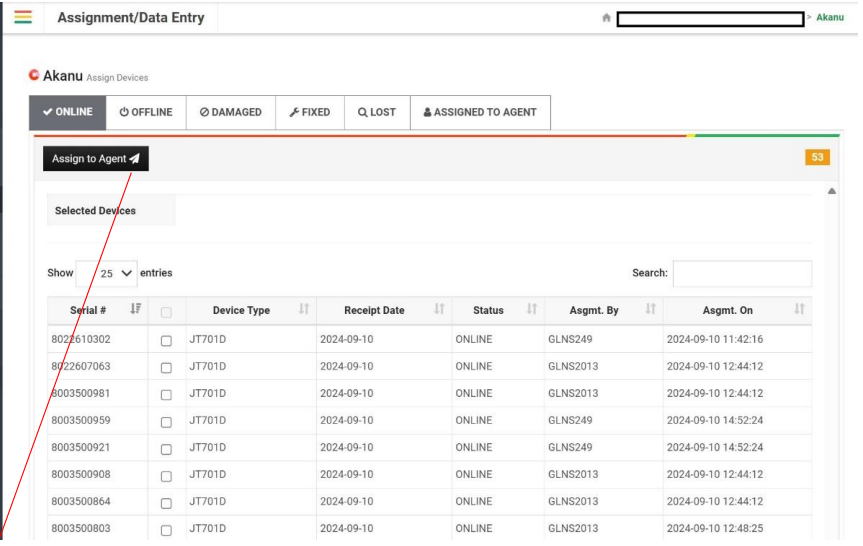 Assignment/Data Entry
> Akanu
Akanu Assign Devices
ONLINE OFFLINE DAMAGED FIXED LOST ASSIGNED TO AGENT
Assign to Agent 53
Selected Devices
Show 25 entries Search:
Serial # Device Type Receipt Date Status Asgmt. By Asgmt. On
8022610302 JT701D 2024-09-10 ONLINE GLNS249 2024-09-10 11:42:16
8022607063 JT701D 2024-09-10 ONLINE GLNS2013 2024-09-10 12:44:12
8003500981 JT701D 2024-09-10 ONLINE GLNS2013 2024-09-10 12:44:12
8003500959 JT701D 2024-09-10 ONLINE GLNS249 2024-09-10 14:52:24
8003500921 JT701D 2024-09-10 ONLINE GLNS249 2024-09-10 14:52:24
8003500908 JT701D 2024-09-10 ONLINE GLNS2013 2024-09-10 12:44:12
8003500864 JT701D 2024-09-10 ONLINE GLNS2013 2024-09-10 12:44:12
8003500803 JT701D 2024-09-10 ONLINE GLNS2013 2024-09-10 12:48:25